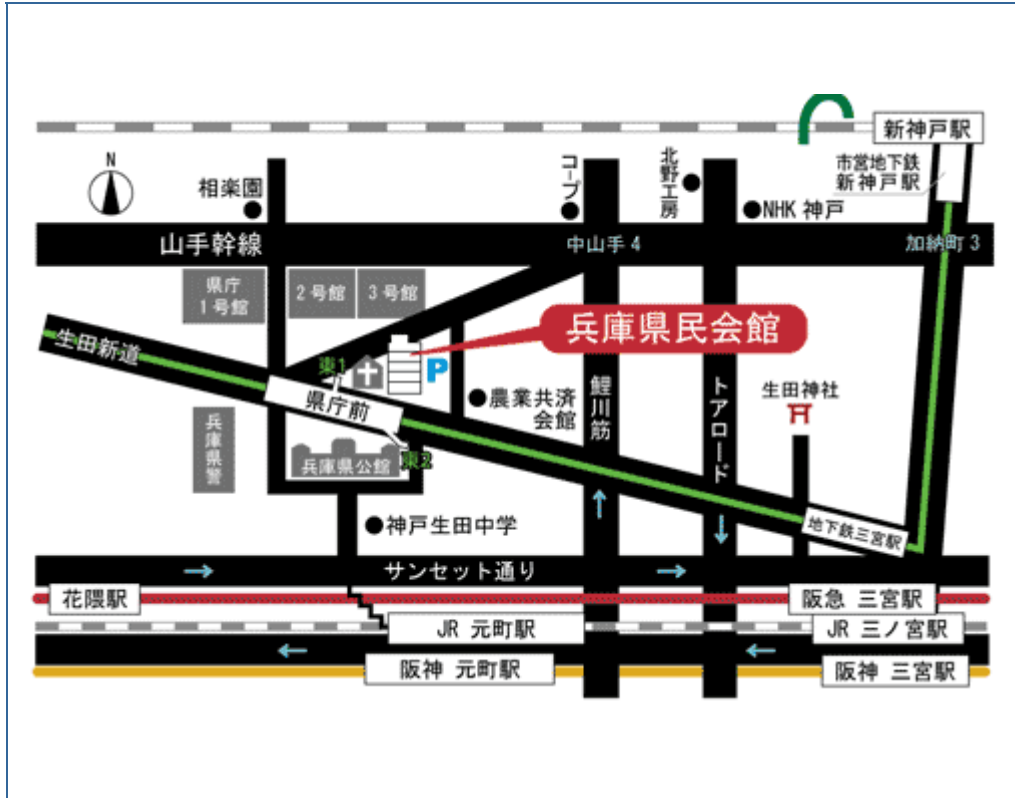 新神戸駅
N
相楽園
コープ
北野工房
市営地下鉄
新神戸駅
NHK 神戸
山手幹線
中山手 4
加納町 3
県庁
1号館
2号館
3号館
兵庫県民会館
生田新道
東1
P
県庁前
農業共済
会館
鯉川筋
トアロード
生田神社
兵庫県警
兵庫県公館
東2
神戸生田中学
地下鉄三宮駅
サンセット通り
花隈駅
阪急 三宮駅
JR 元町駅
JR 三ノ宮駅
阪神 元町駅
阪神 三宮駅